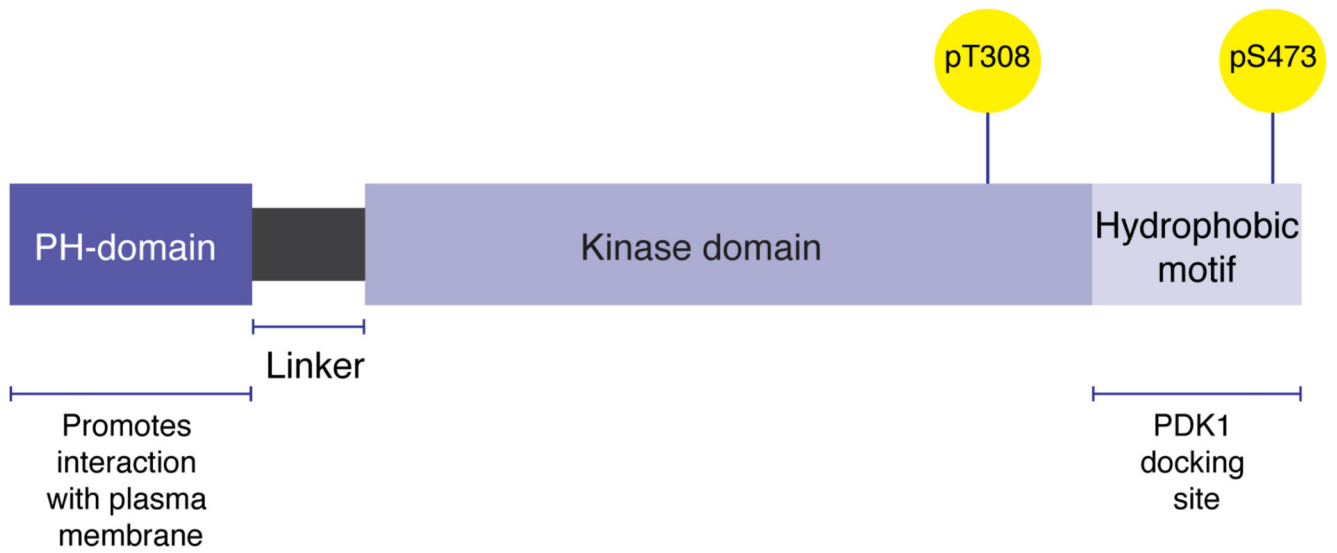 pT308
pS473
PH-domain
Kinase domain
Hydrophobic
motif
Linker
Promotes
interaction
with plasma
membrane
PDK1
docking
site